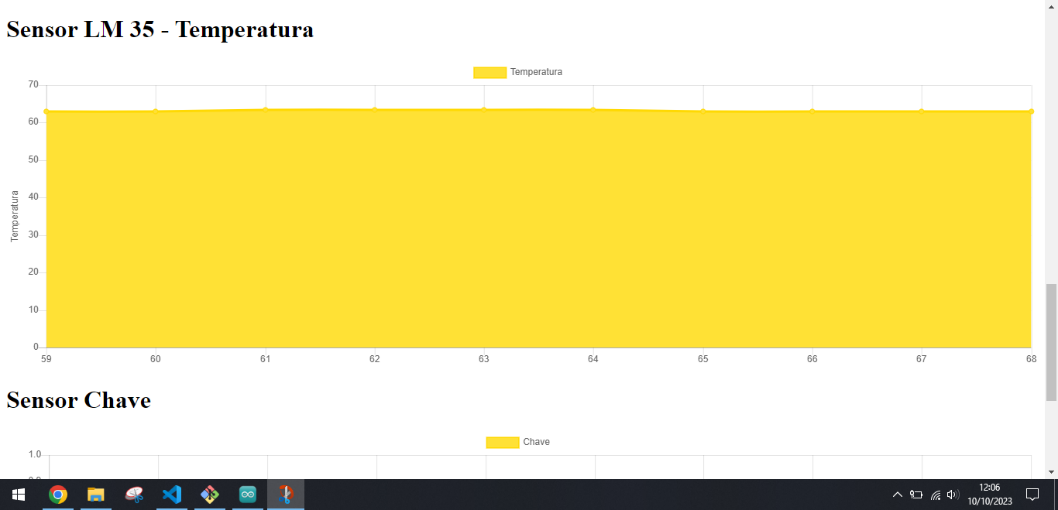 Sensor LM 35 - Temperatura
Temperatura
70
60
50
40
30
20
10
0
Temperatura
59 60 61 62 63 64 65 66 67 68
Sensor Chave
Chave
1.0
12:06
10/10/2023